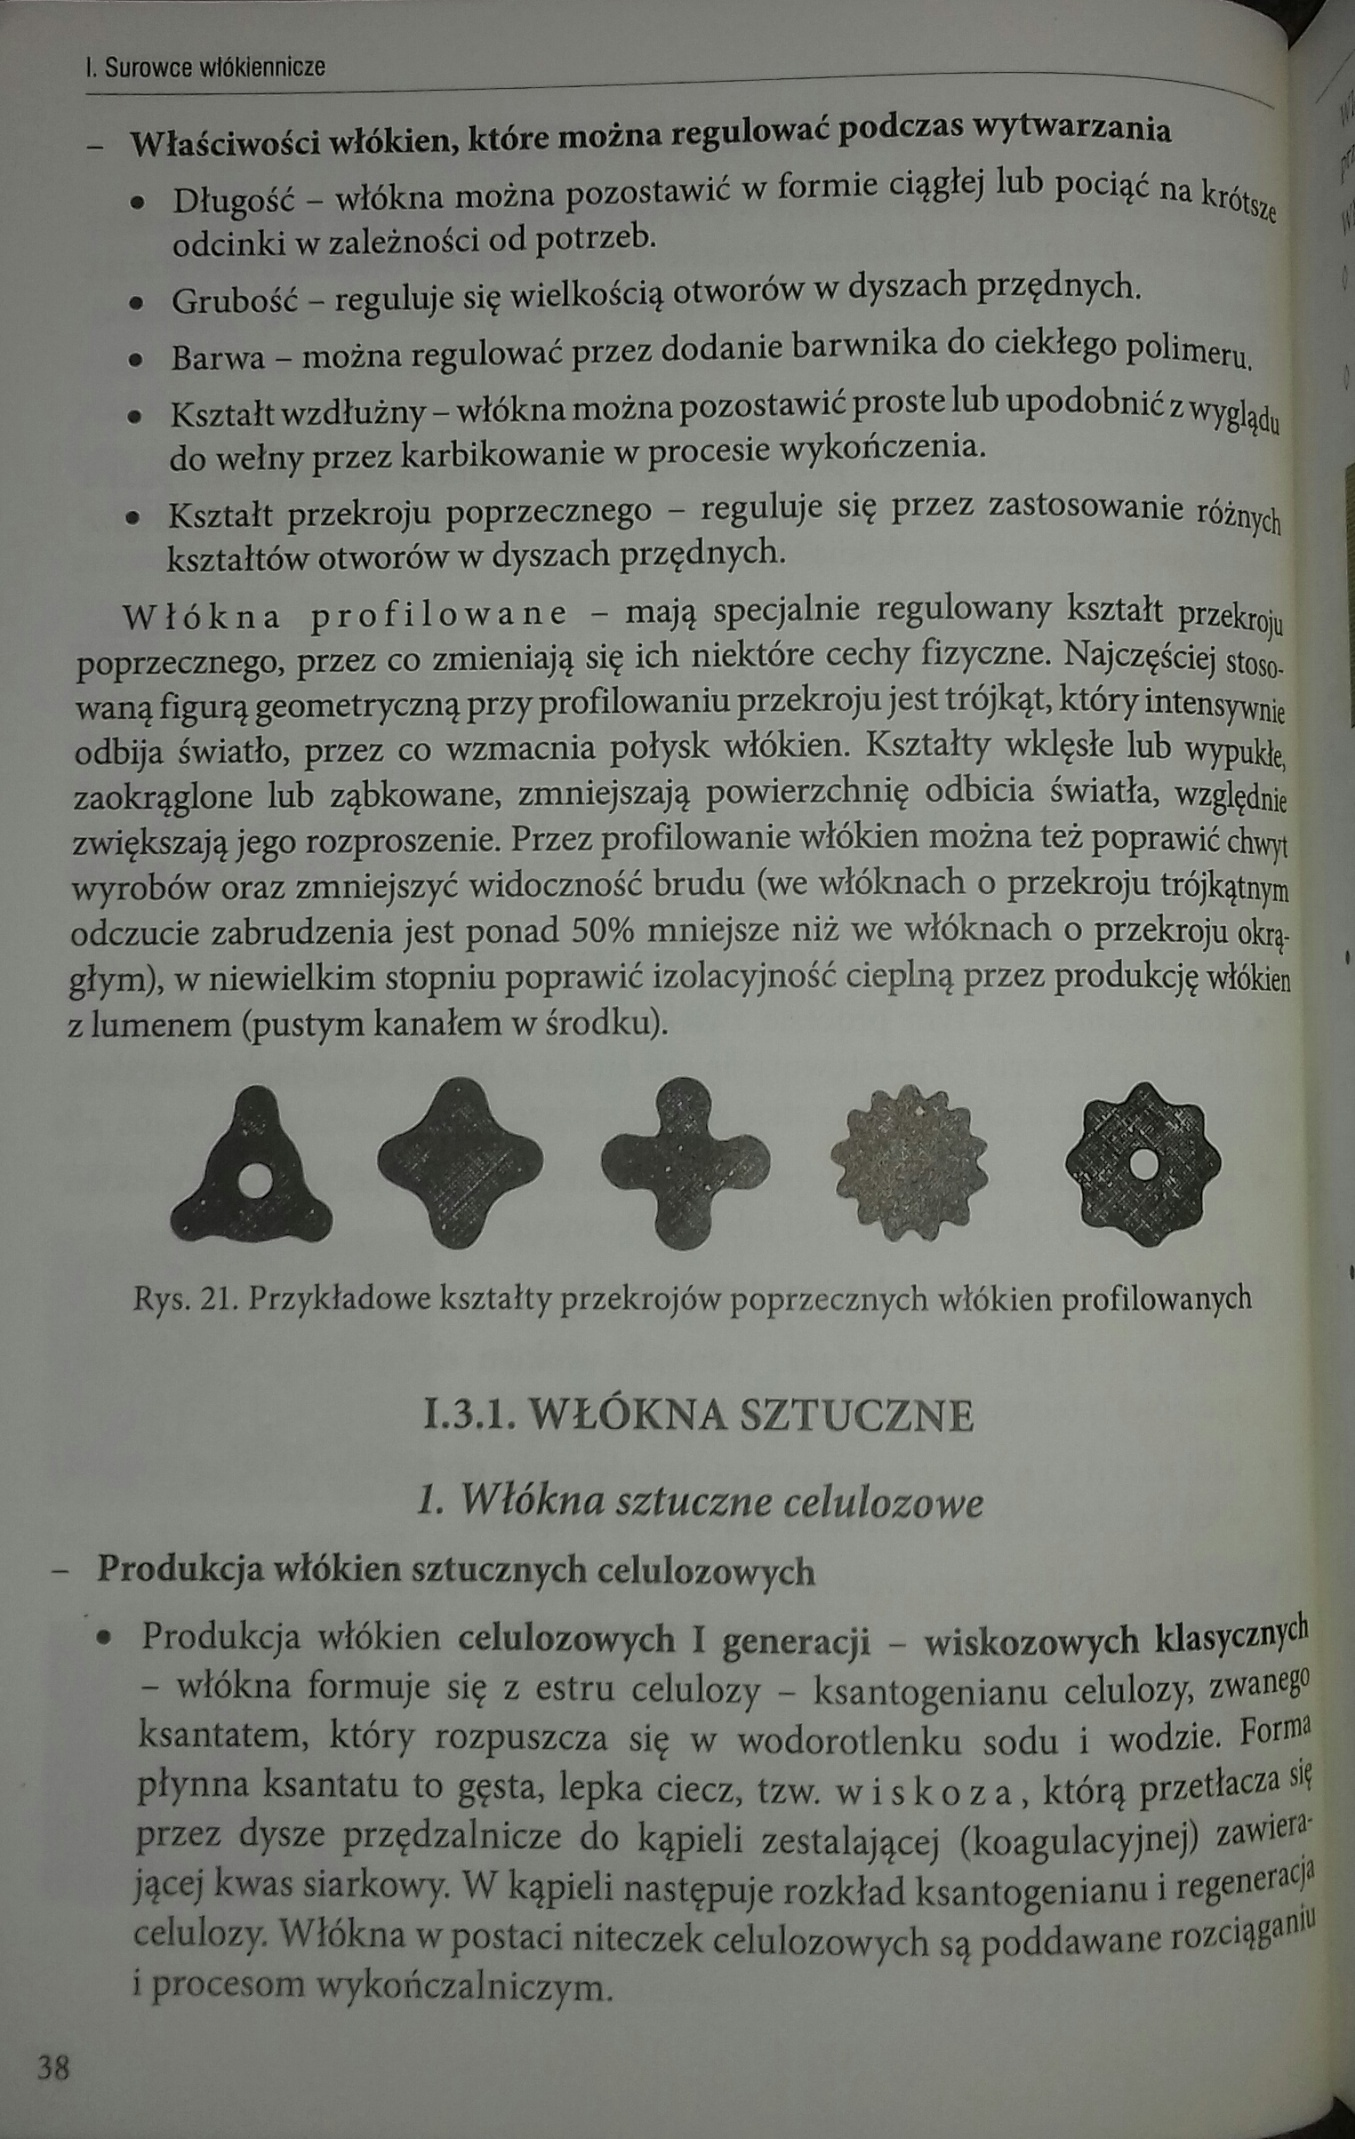 I. Surowce włókiennicze
– Właściwości włókien, które można regulować podczas wytwarzania
• Długość – włókna można pozostawić w formie ciągłej lub pociąć na krótsze
odcinki w zależności od potrzeb.
• Grubość – reguluje się wielkością otworów w dyszach przędnych.
• Barwa – można regulować przez dodanie barwnika do ciekłego polimeru.
• Kształt wzdłużny – włókna można pozostawić proste lub upodobnić z wyglądu
do wełny przez karbikowanie w procesie wykończenia.
• Kształt przekroju poprzecznego – reguluje się przez zastosowanie różnych
kształtów otworów w dyszach przędnych.
Włókna profilowane – mają specjalnie regulowany kształt przekroju
poprzecznego, przez co zmieniają się ich niektóre cechy fizyczne. Najczęściej stoso-
waną figurą geometryczną przy profilowaniu przekroju jest trójkąt, który intensywnie
odbija światło, przez co wzmacnia połysk włókien. Kształty wklęsłe lub wypukłe,
zaokrąglone lub ząbkowane, zmniejszają powierzchnię odbicia światła, względnie
zwiększają jego rozproszenie. Przez profilowanie włókien można też poprawić chwyt
wyrobów oraz zmniejszyć widoczność brudu (we włóknach o przekroju trójkątnym
odczucie zabrudzenia jest ponad 50% mniejsze niż we włóknach o przekroju okrą-
głym), w niewielkim stopniu poprawić izolacyjność cieplną przez produkcję włókien
z lumenem (pustym kanałem w środku).
Rys. 21. Przykładowe kształty przekrojów poprzecznych włókien profilowanych
I.3.1. WŁÓKNA SZTUCZNE
1. Włókna sztuczne celulozowe
– Produkcja włókien sztucznych celulozowych
• Produkcja włókien celulozowych I generacji – wiskozowych klasycznych
– włókna formuje się z estru celulozy – ksantogenianu celulozy, zwanego
ksantatem, który rozpuszcza się w wodorotlenku sodu i wodzie. Forma
płynna ksantatu to gęsta, lepka ciecz, tzw. wiskoza, którą przetłacza się
przez dysze przędzalnicze do kąpieli zestalającej (koagulacyjnej) zawiera-
jącej kwas siarkowy. W kąpieli następuje rozkład ksantogenianu i regeneracja
celulozy. Włókna w postaci niteczek celulozowych są poddawane rozciąganiu
i procesom wykończalniczym.
38